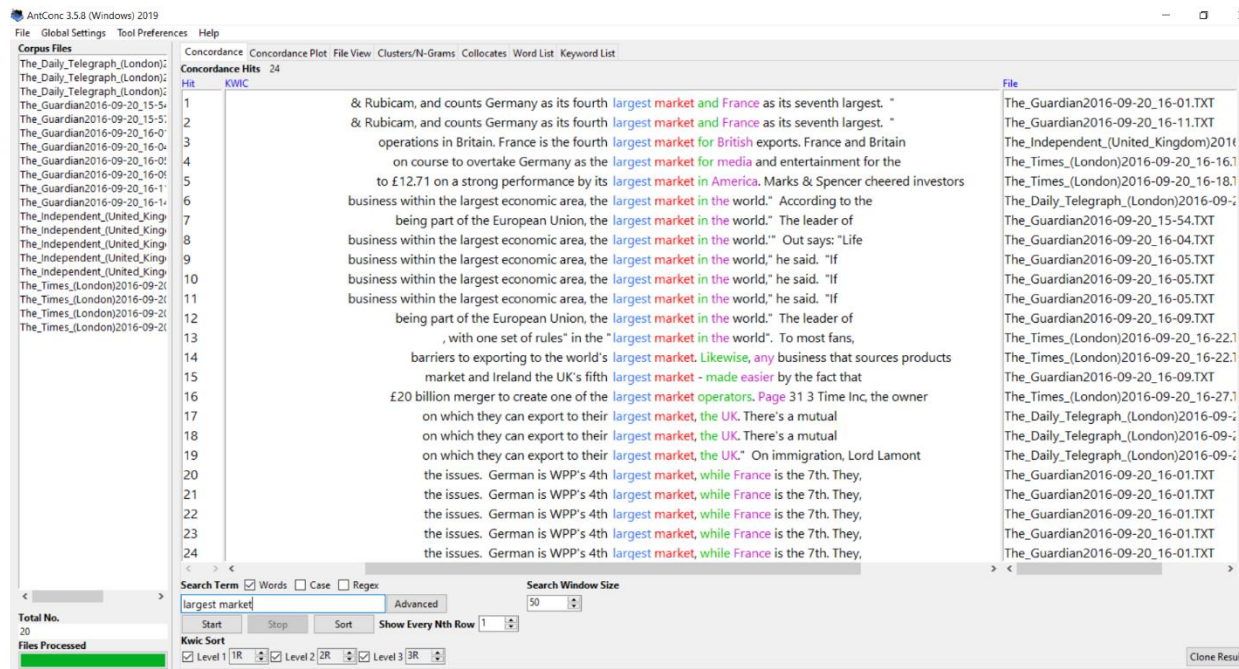 AntConc 3.5.8 (Windows) 2019
File Global Settings Tool Preferences Help
Corpus Files
The_Daily_Telegraph_(London)2
The_Daily_Telegraph_(London)2
The_Daily_Telegraph_(London)2
The_Guardian2016-09-20_15-54
The_Guardian2016-09-20_15-57
The_Guardian2016-09-20_16-01
The_Guardian2016-09-20_16-04
The_Guardian2016-09-20_16-05
The_Guardian2016-09-20_16-09
The_Guardian2016-09-20_16-11
The_Guardian2016-09-20_16-14
The_Independent_(United_King
The_Independent_(United_King
The_Independent_(United_King
The_Independent_(United_King
The_Independent_(United_King
The_Times_(London)2016-09-20
The_Times_(London)2016-09-20
The_Times_(London)2016-09-20
The_Times_(London)2016-09-20
Total No.
20
Files Processed
Concordance Concordance Plot File View Clusters/N-Grams Collocates Word List Keyword List
Concordance Hits 24
Hit KWIC File
1 & Rubicam, and counts Germany as its fourth largest market and France as its seventh largest. " The_Guardian2016-09-20_16-01.TXT
2 & Rubicam, and counts Germany as its fourth largest market and France as its seventh largest. " The_Guardian2016-09-20_16-11.TXT
3 operations in Britain. France is the fourth largest market for British exports. France and Britain The_Independent_(United_Kingdom)2016
4 on course to overtake Germany as the largest market for media and entertainment for the The_Times_(London)2016-09-20_16-16.T
5 to £12.71 on a strong performance by its largest market in America. Marks & Spencer cheered investors The_Times_(London)2016-09-20_16-18.T
6 business within the largest economic area, the largest market in the world." According to the The_Daily_Telegraph_(London)2016-09-2
7 being part of the European Union, the largest market in the world." The leader of The_Guardian2016-09-20_15-54.TXT
8 business within the largest economic area, the largest market in the world.'" Out says: "Life The_Guardian2016-09-20_16-04.TXT
9 business within the largest economic area, the largest market in the world," he said. "If The_Guardian2016-09-20_16-05.TXT
10 business within the largest economic area, the largest market in the world," he said. "If The_Guardian2016-09-20_16-05.TXT
11 business within the largest economic area, the largest market in the world," he said. "If The_Guardian2016-09-20_16-05.TXT
12 being part of the European Union, the largest market in the world." The leader of The_Guardian2016-09-20_16-09.TXT
13 , with one set of rules" in the "largest market in the world". To most fans, The_Times_(London)2016-09-20_16-22.T
14 barriers to exporting to the world's largest market. Likewise, any business that sources products The_Times_(London)2016-09-20_16-22.T
15 market and Ireland the UK's fifth largest market - made easier by the fact that The_Guardian2016-09-20_16-09.TXT
16 £20 billion merger to create one of the largest market operators. Page 31 3 Time Inc, the owner The_Times_(London)2016-09-20_16-27.T
17 on which they can export to their largest market, the UK. There's a mutual The_Daily_Telegraph_(London)2016-09-2
18 on which they can export to their largest market, the UK. There's a mutual The_Daily_Telegraph_(London)2016-09-2
19 on which they can export to their largest market, the UK." On immigration, Lord Lamont The_Daily_Telegraph_(London)2016-09-2
20 the issues. German is WPP's 4th largest market, while France is the 7th. They, The_Guardian2016-09-20_16-01.TXT
21 the issues. German is WPP's 4th largest market, while France is the 7th. They, The_Guardian2016-09-20_16-01.TXT
22 the issues. German is WPP's 4th largest market, while France is the 7th. They, The_Guardian2016-09-20_16-01.TXT
23 the issues. German is WPP's 4th largest market, while France is the 7th. They, The_Guardian2016-09-20_16-01.TXT
24 the issues. German is WPP's 4th largest market, while France is the 7th. They, The_Guardian2016-09-20_16-01.TXT
Search Term Words Case Regex Search Window Size
largest market Advanced 50
Start Stop Sort Show Every Nth Row 1
Kwic Sort
Level 1 1R Level 2 2R Level 3 3R Clone Resu